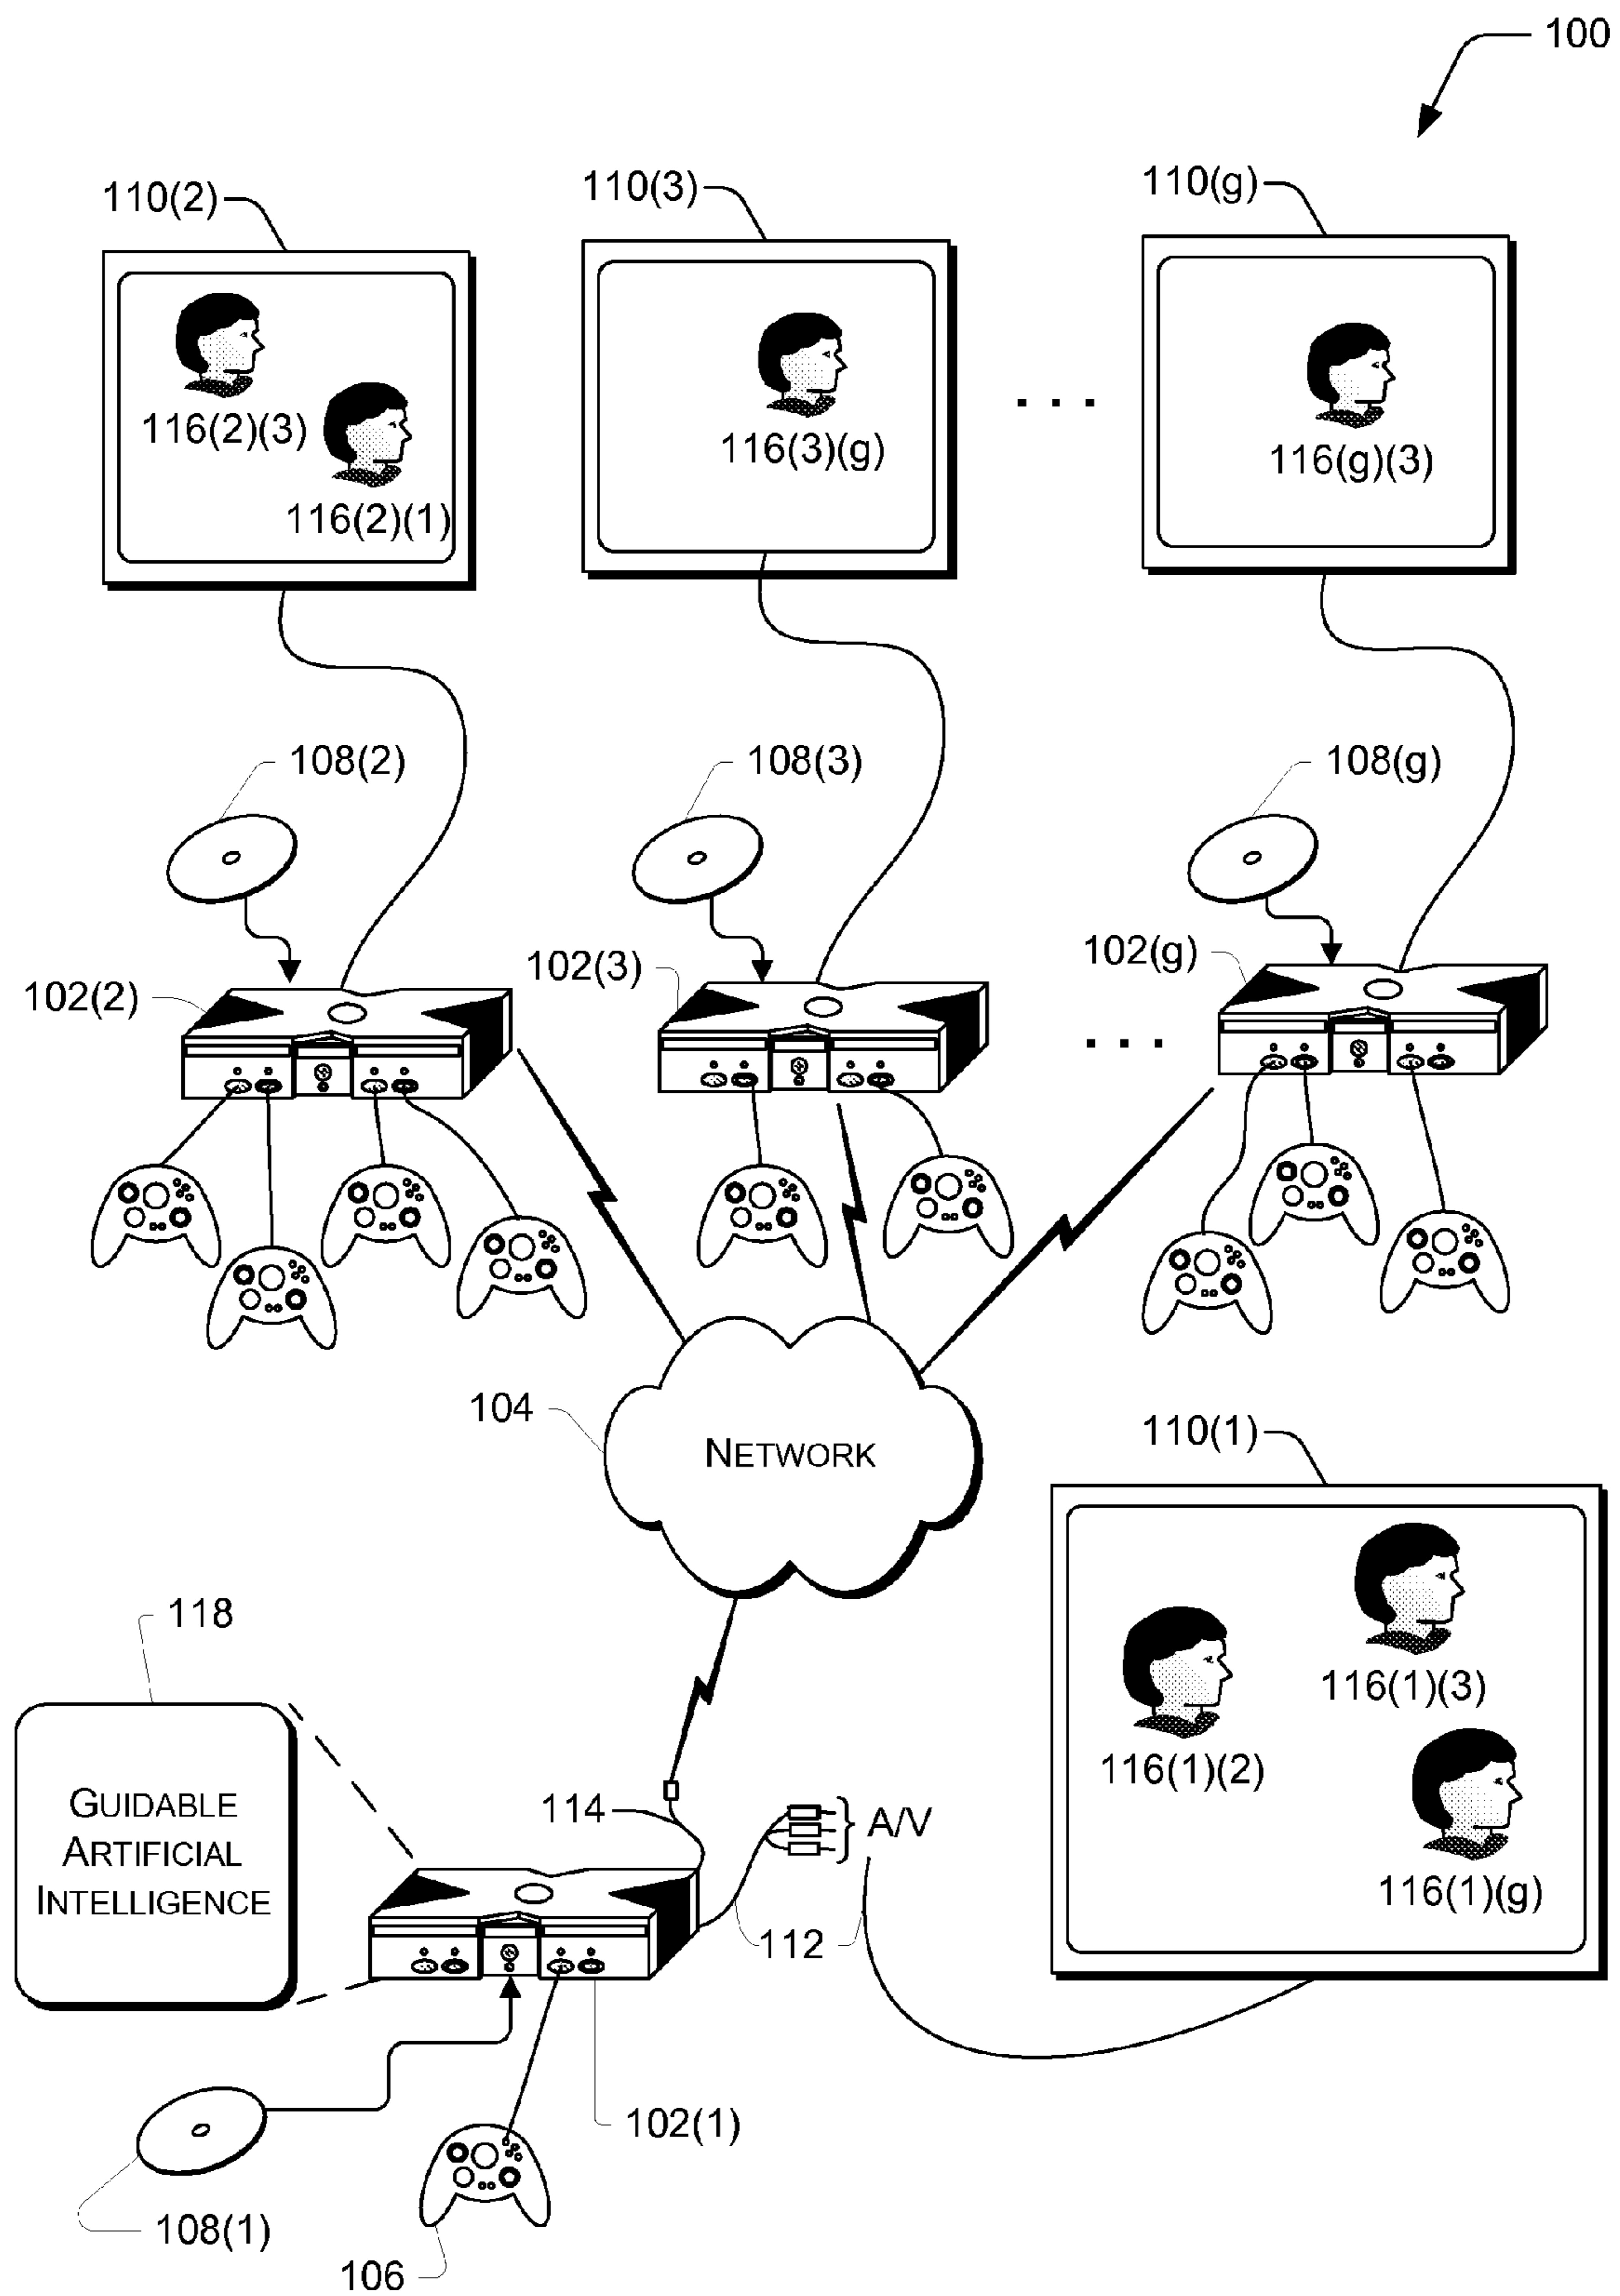 100
110(2)
110(3)
110(g)
116(2)(3)
116(2)(1)
116(3)(g)
. . .
116(g)(3)
108(2)
108(3)
108(g)
102(2)
102(3)
. . .
102(g)
104
NETWORK
110(1)
116(1)(3)
116(1)(2)
116(1)(g)
118
GUIDABLE
ARTIFICIAL
INTELLIGENCE
114
A/V
112
102(1)
108(1)
106